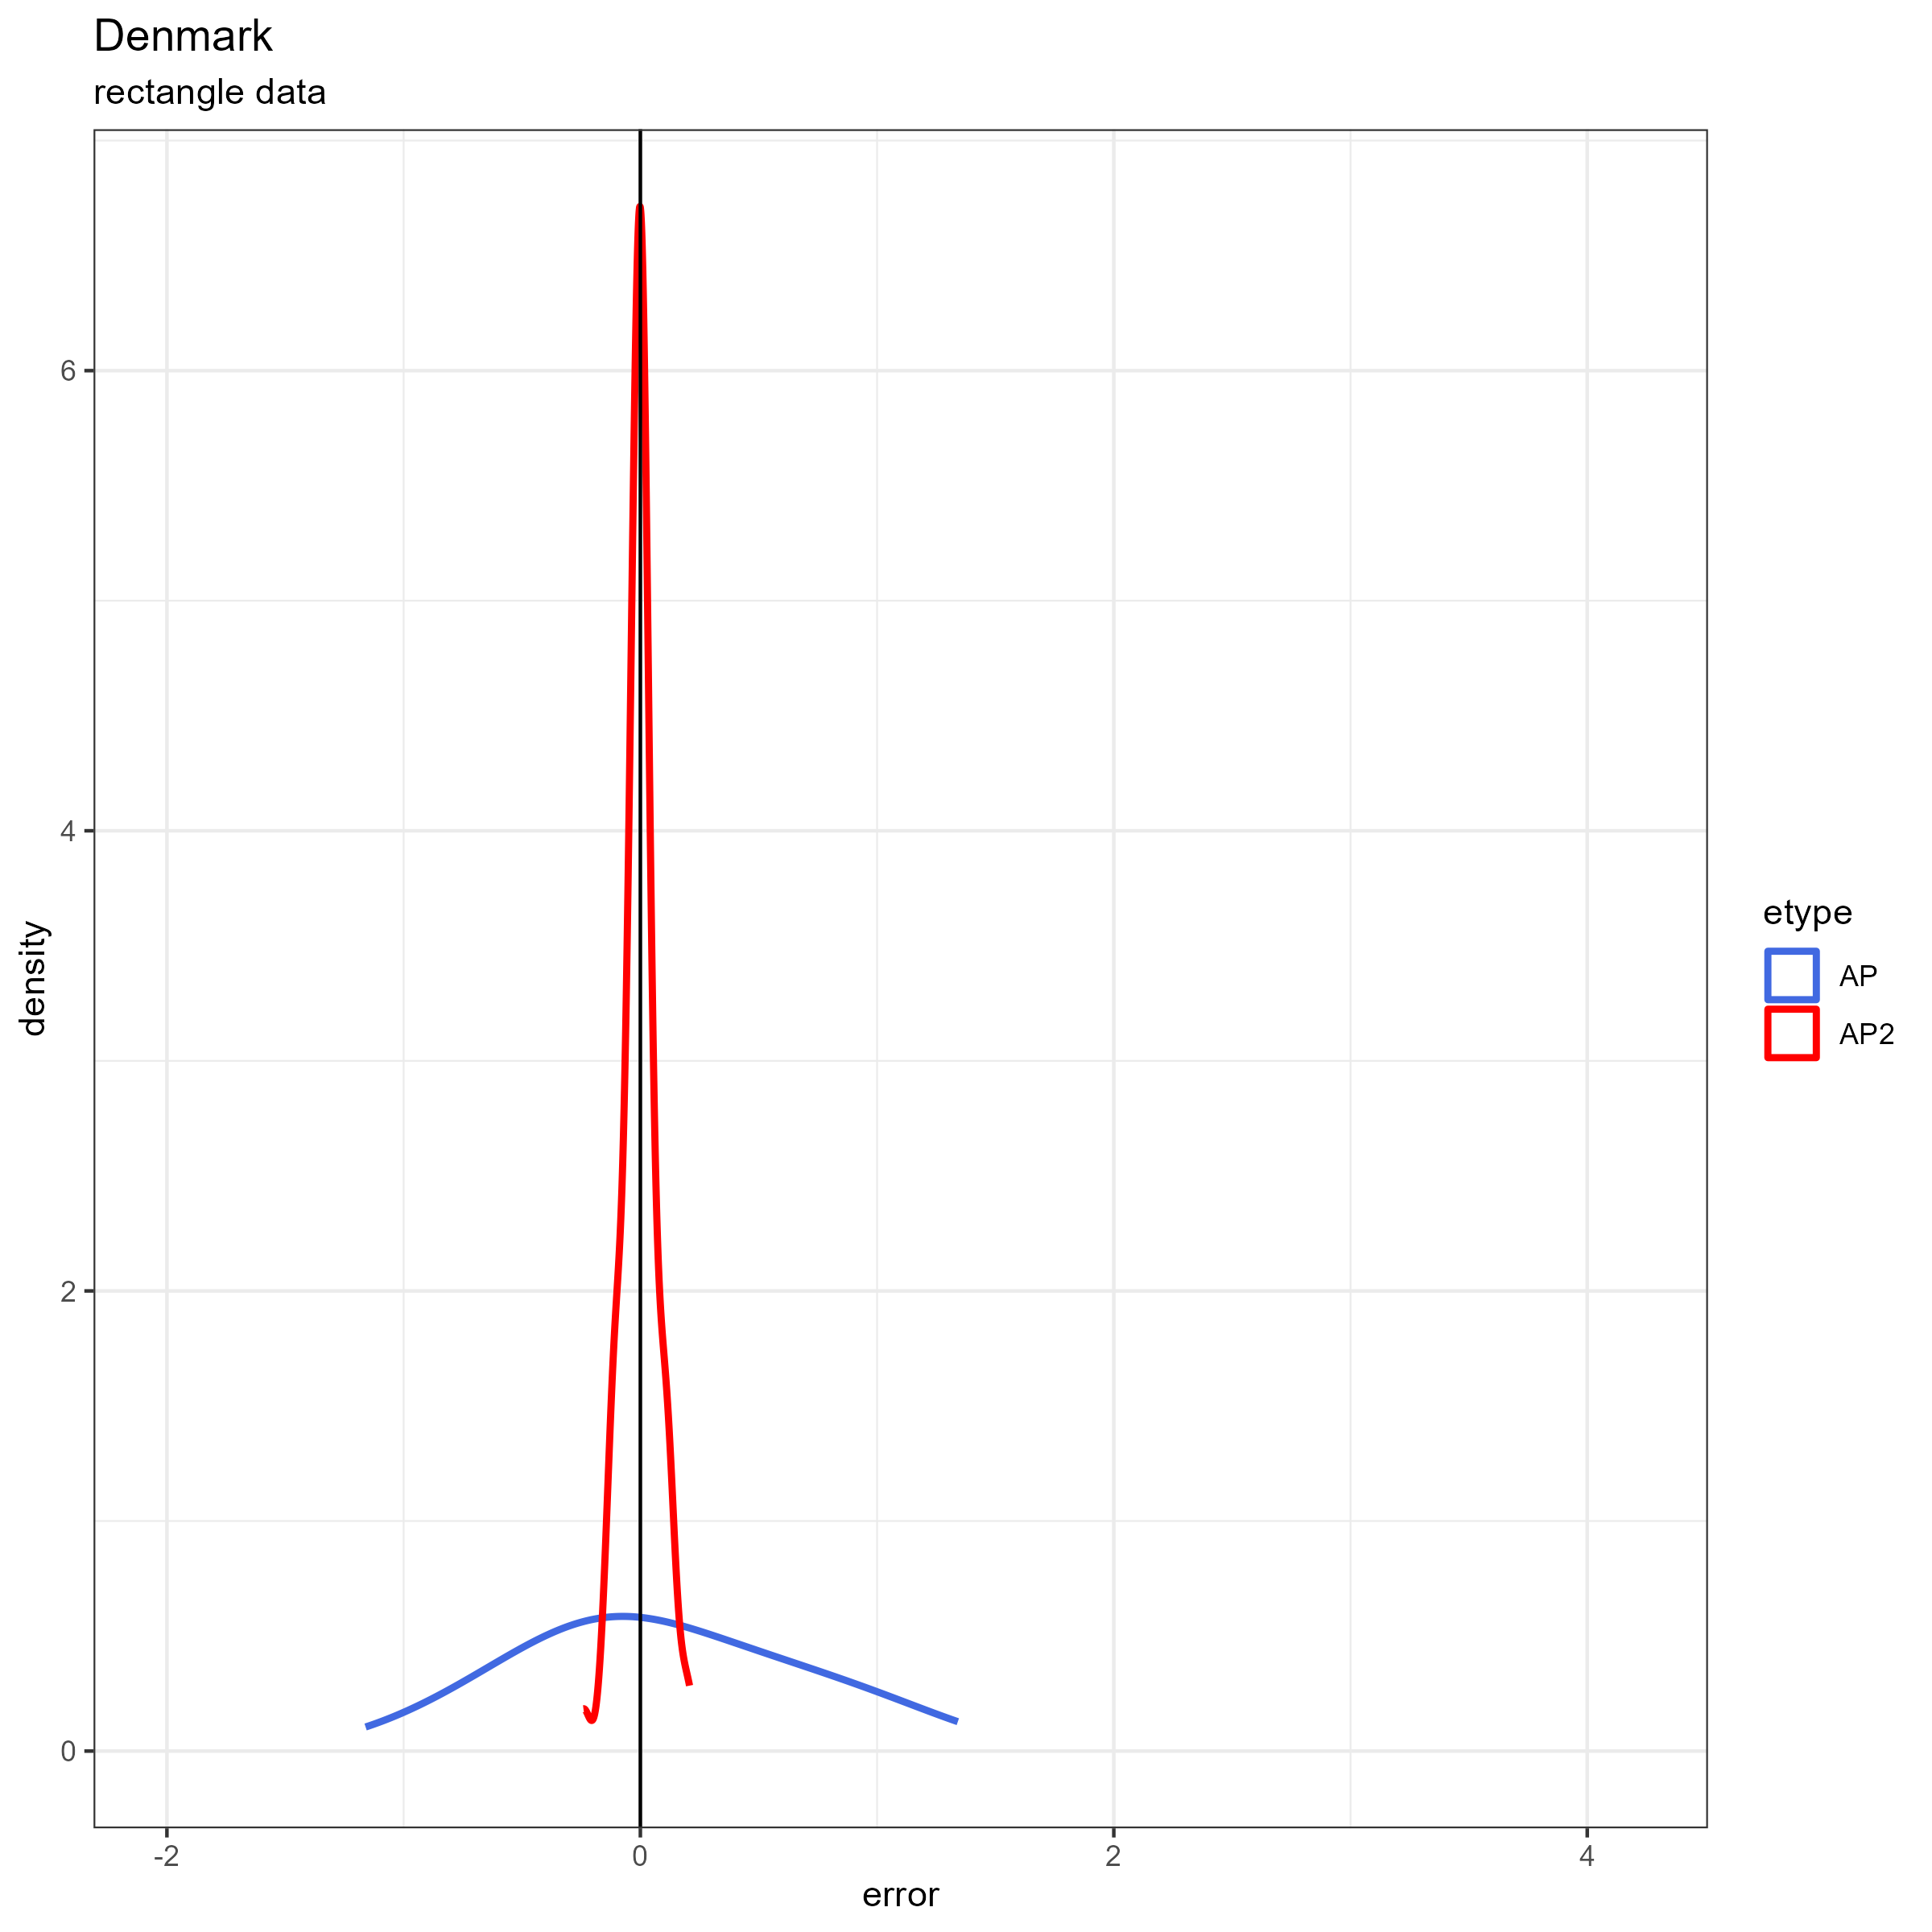 Denmark
rectangle data
6
4
2
0
density
-2 0 2 4
error
etype
AP
AP2